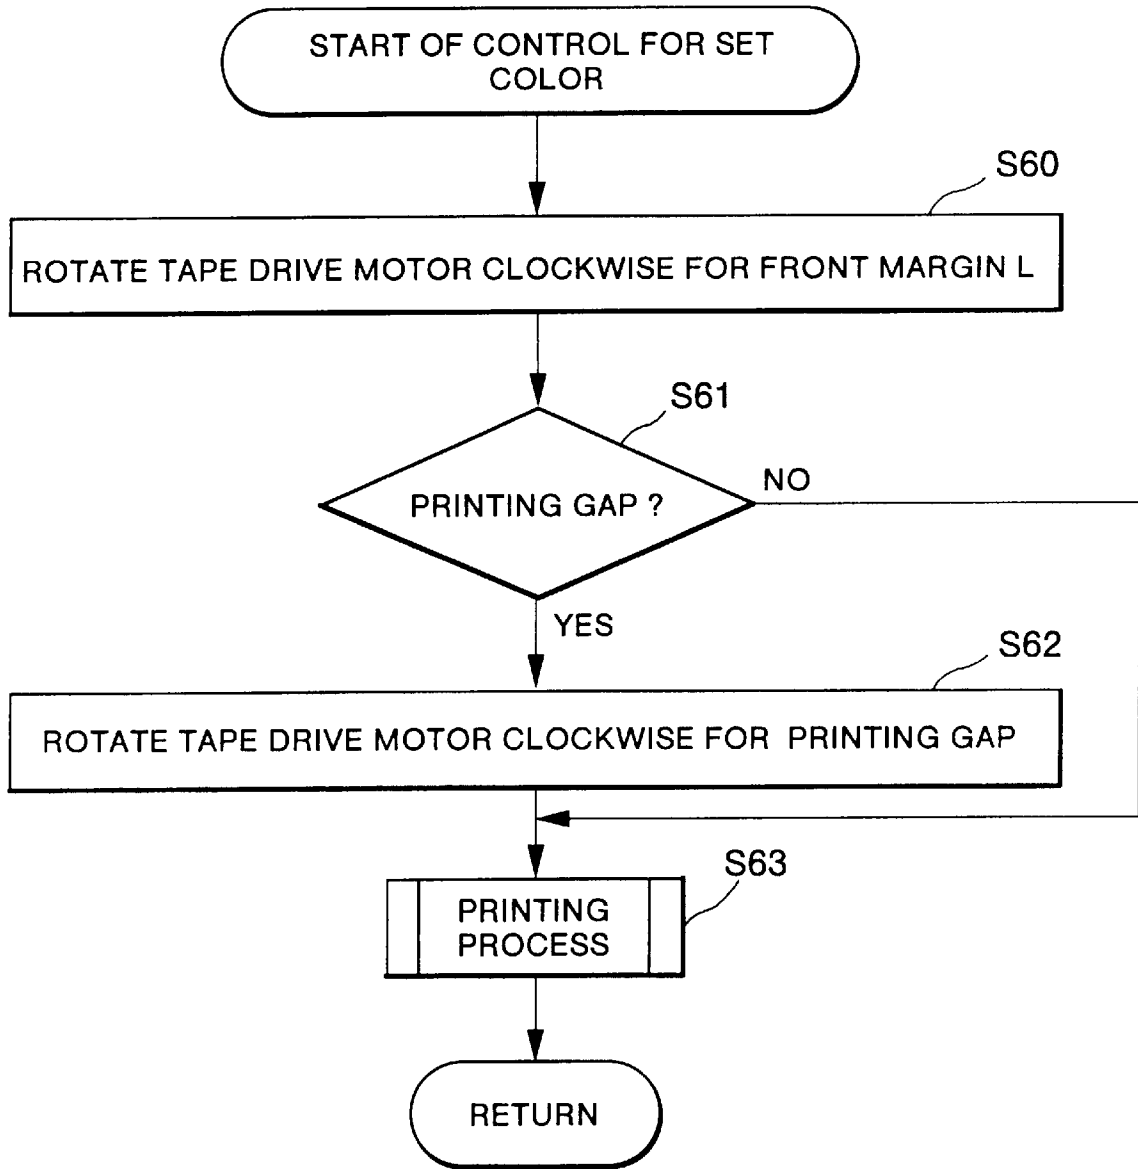 START OF CONTROL FOR SET
COLOR
S60
ROTATE TAPE DRIVE MOTOR CLOCKWISE FOR FRONT MARGIN L
S61
PRINTING GAP ?
NO
YES
S62
ROTATE TAPE DRIVE MOTOR CLOCKWISE FOR PRINTING GAP
S63
PRINTING
PROCESS
RETURN